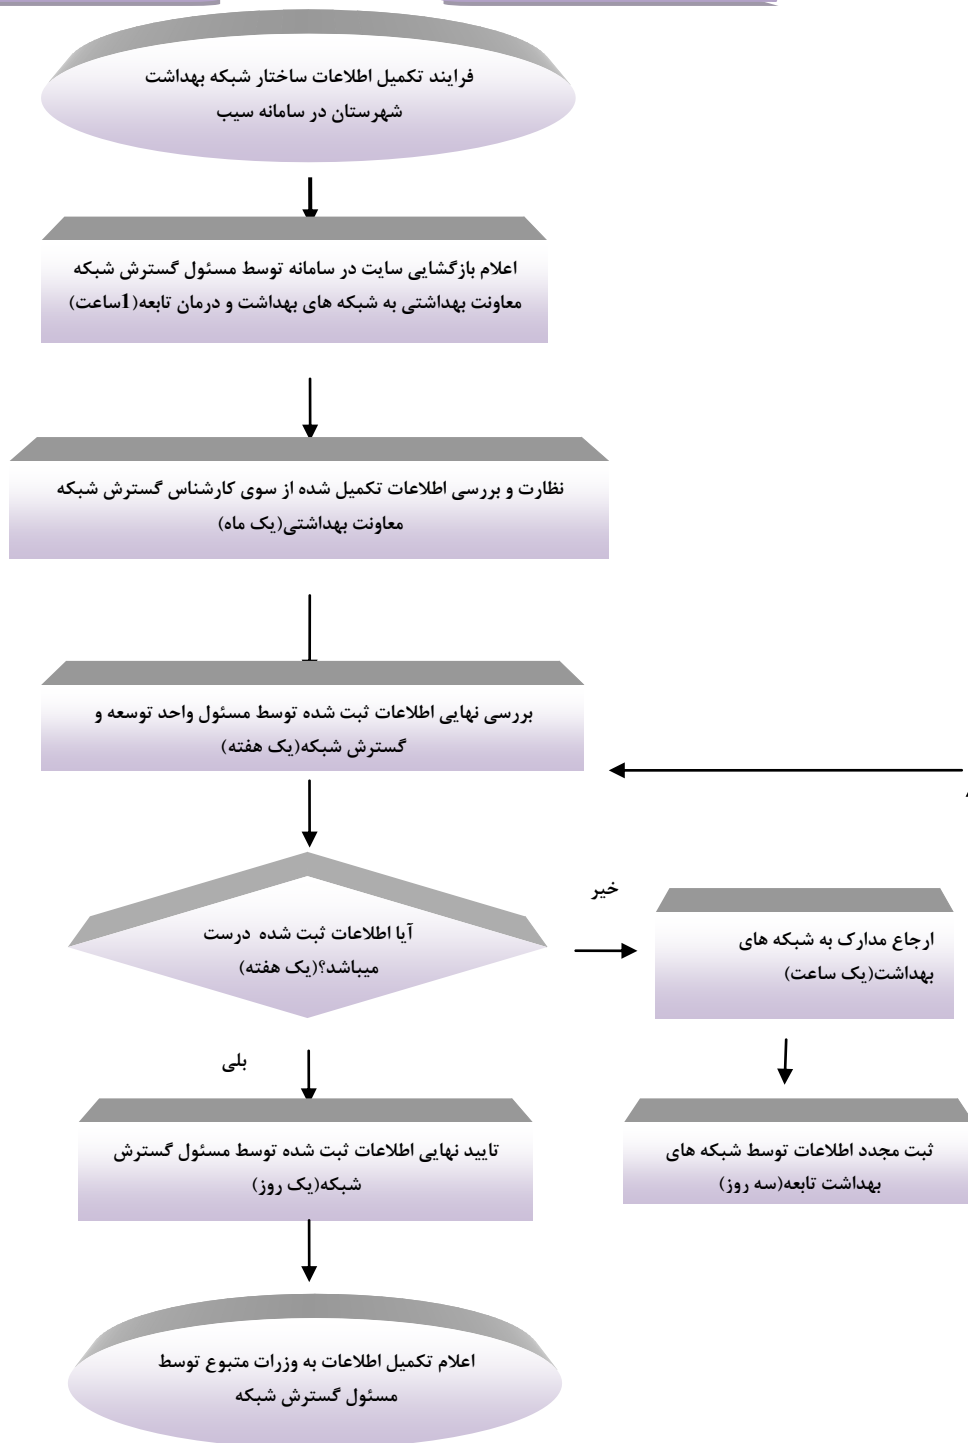 فرایند تکمیل اطلاعات ساختار شبکه بهداشت
شهرستان در سامانه سیب
اعلام بازگشایی سایت در سامانه توسط مسئول گسترش شبکه
معاونت بهداشتی به شبکه های بهداشت و درمان تابعه(1ساعت)
نظارت و بررسی اطلاعات تکمیل شده از سوی کارشناس گسترش شبکه
معاونت بهداشتی(یک ماه)
بررسی نهایی اطلاعات ثبت شده توسط مسئول واحد توسعه و
گسترش شبکه(یک هفته)
آیا اطلاعات ثبت شده درست
میباشد؟(یک هفته)
خیر
ارجاع مدارک به شبکه های
بهداشت(یک ساعت)
بلی
ثبت مجدد اطلاعات توسط شبکه های
بهداشت تابعه(سه روز)
تایید نهایی اطلاعات ثبت شده توسط مسئول گسترش
شبکه(یک روز)
اعلام تکمیل اطلاعات به وزرات متبوع توسط
مسئول گسترش شبکه